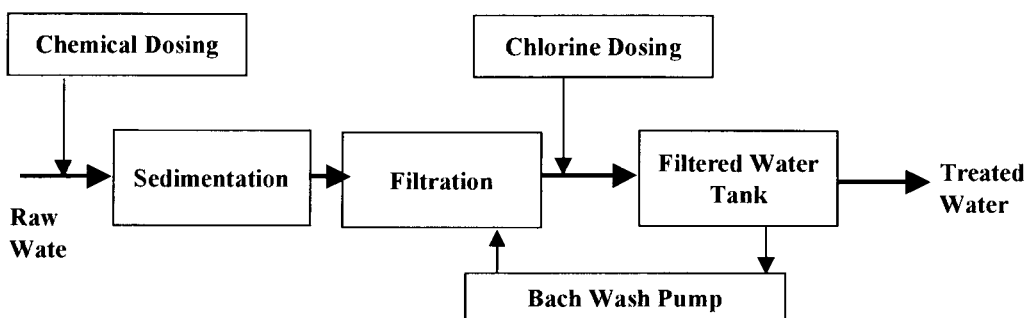 Chemical Dosing
Chlorine Dosing
Sedimentation
Filtration
Filtered Water
Tank
Treated
Water
Raw
Wate
Bach Wash Pump